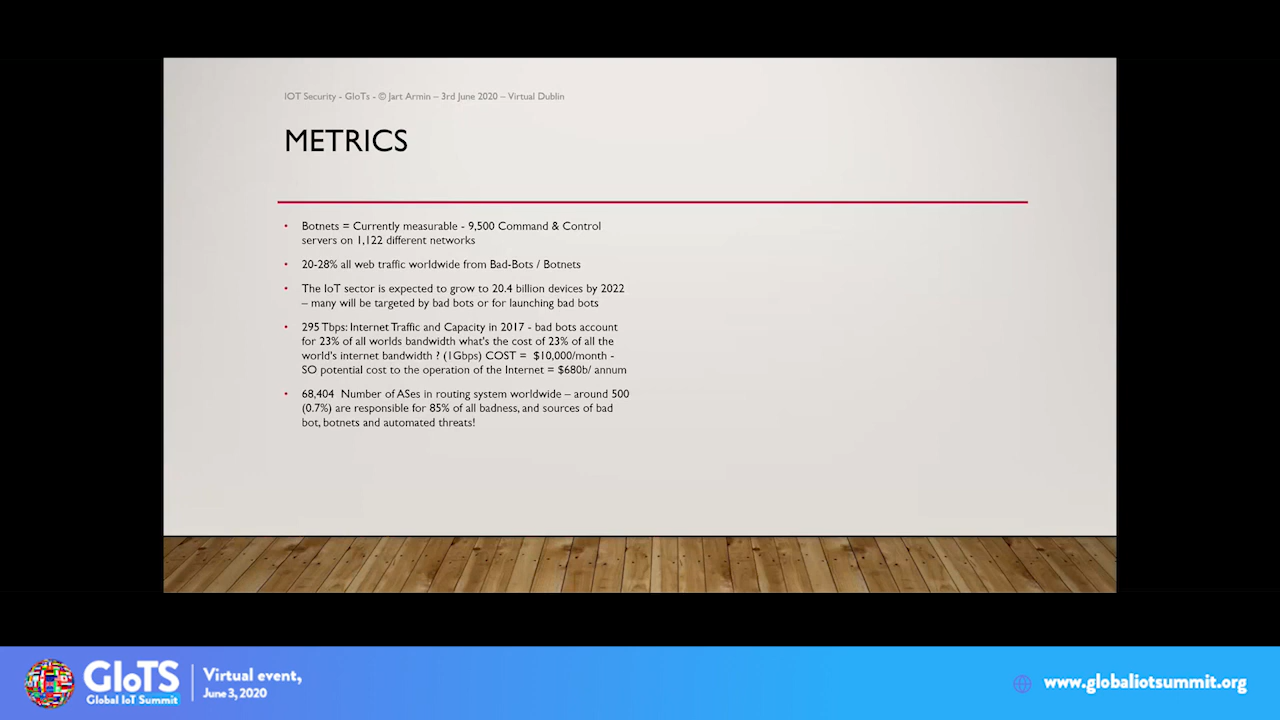 IOT Security - GIoTs - © Jart Armin – 3rd June 2020 – Virtual Dublin
METRICS
• Botnets = Currently measurable - 9,500 Command & Control
servers on 1,122 different networks
• 20-28% all web traffic worldwide from Bad-Bots / Botnets
• The IoT sector is expected to grow to 20.4 billion devices by 2022
– many will be targeted by bad bots or for launching bad bots
• 295 Tbps: Internet Traffic and Capacity in 2017 - bad bots account
for 23% of all worlds bandwidth what's the cost of 23% of all the
world's internet bandwidth ? (1Gbps) COST = $10,000/month -
SO potential cost to the operation of the Internet = $680b/ annum
• 68,404 Number of ASes in routing system worldwide – around 500
(0.7%) are responsible for 85% of all badness, and sources of bad
bot, botnets and automated threats!
GIoTS
Global IoT Summit
Virtual event,
June 3, 2020
www.globaliotsummit.org